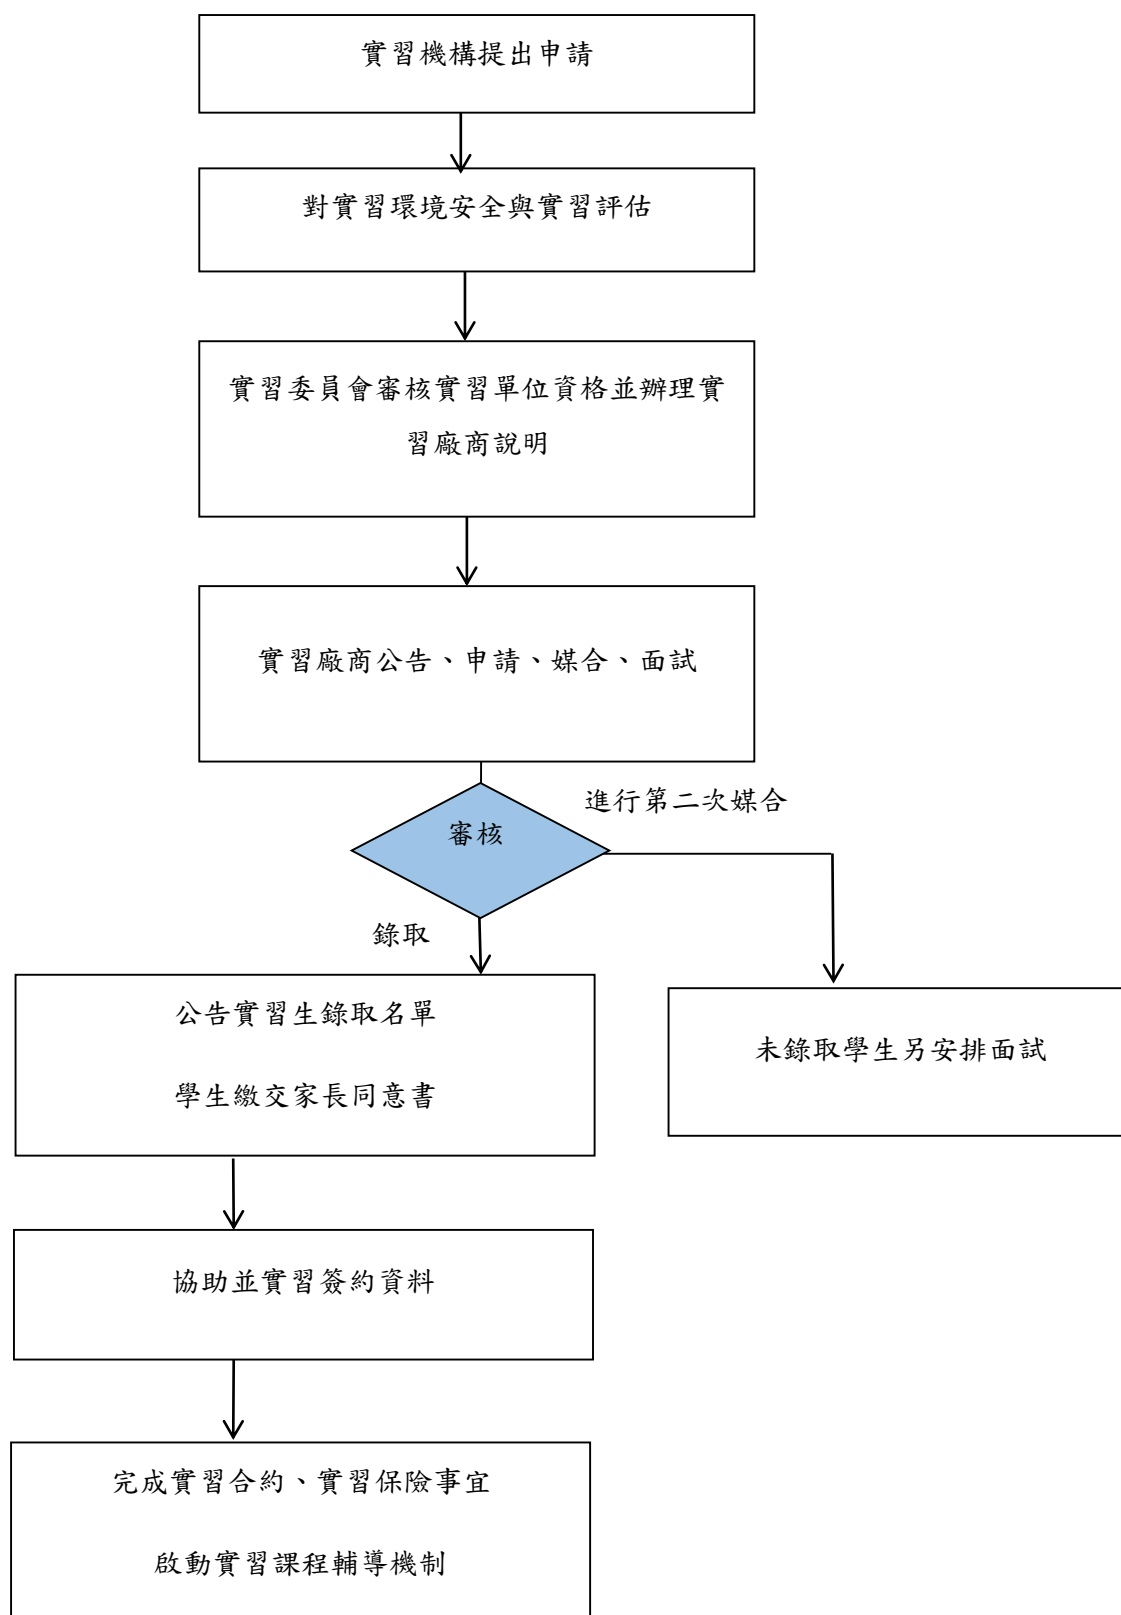 實習機構提出申請
對實習環境安全與實習評估
實習委員會審核實習單位資格並辦理實
習廠商說明
實習廠商公告、申請、媒合、面試
進行第二次媒合
審核
錄取
公告實習生錄取名單
學生繳交家長同意書
未錄取學生另安排面試
協助並實習簽約資料
完成實習合約、實習保險事宜
啟動實習課程輔導機制